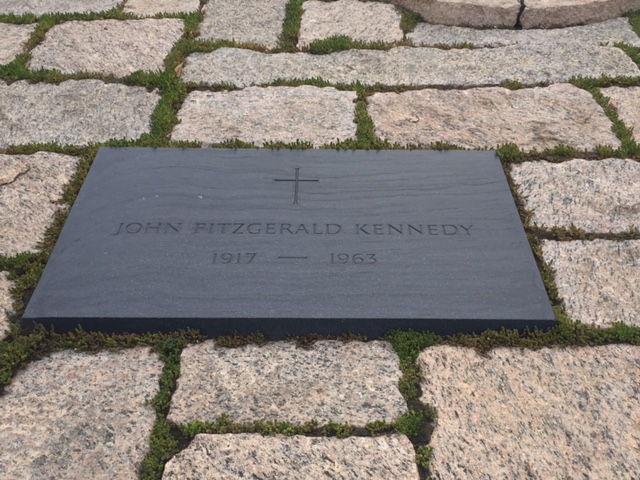 JOHN FITZGERALD KENNEDY
1917 — 1963